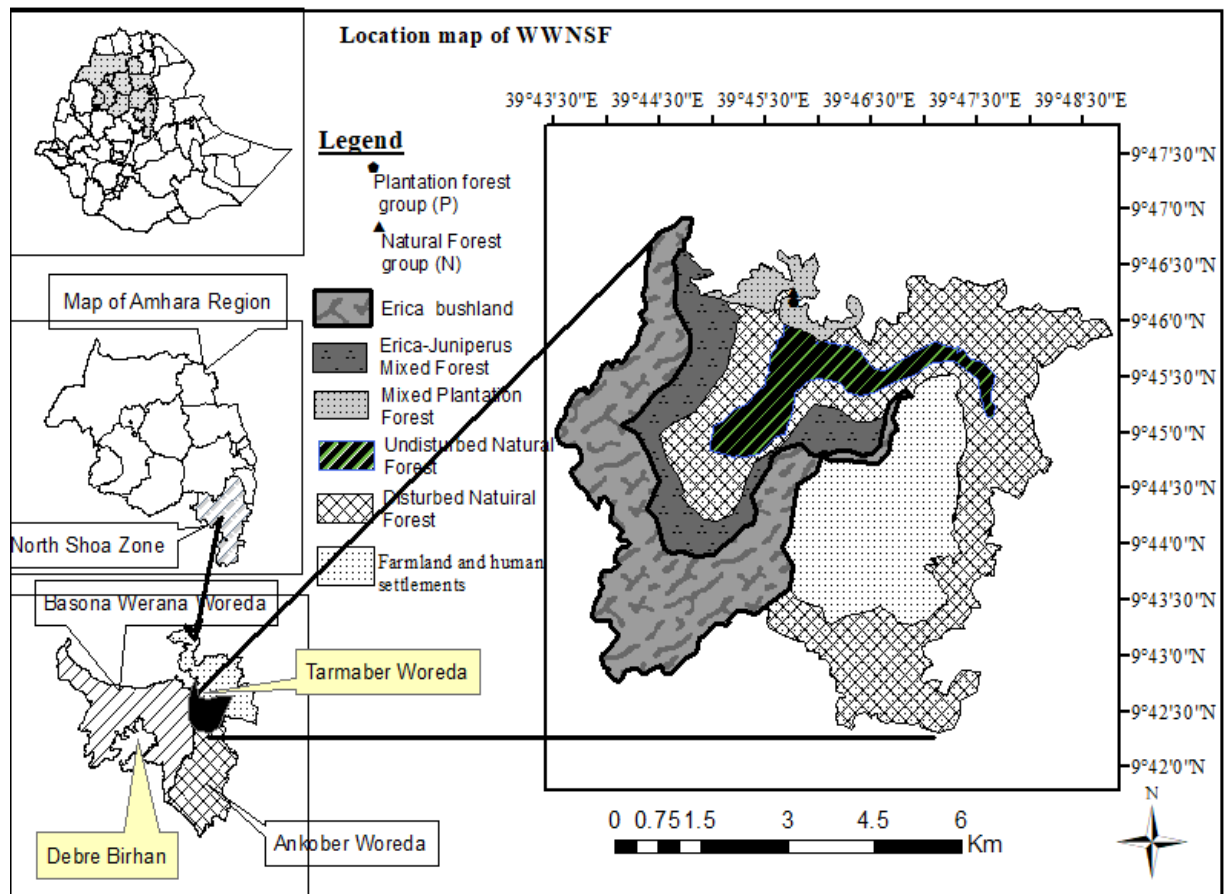 Location map of WWNSF
39°43'30"E 39°44'30"E 39°45'30"E 39°46'30"E 39°47'30"E 39°48'30"E
Legend
Plantation forest
group (P)
Natural Forest
group (N)
Erica bushland
Erica-Juniperus
Mixed Forest
Mixed Plantation
Forest
Undisturbed Natural
Forest
Disturbed Natuiral
Forest
Farmland and human
settlements
9°47'30"N
9°47'0"N
9°46'30"N
9°46'0"N
9°45'30"N
9°45'0"N
9°44'30"N
9°44'0"N
9°43'30"N
9°43'0"N
9°42'30"N
9°42'0"N
Map of Amhara Region
North Shoa Zone
Basona Werana Woreda
Tarmaber Woreda
Debre Birhan
Ankober Woreda
0 0.75 1.5 3 4.5 6
Km
N